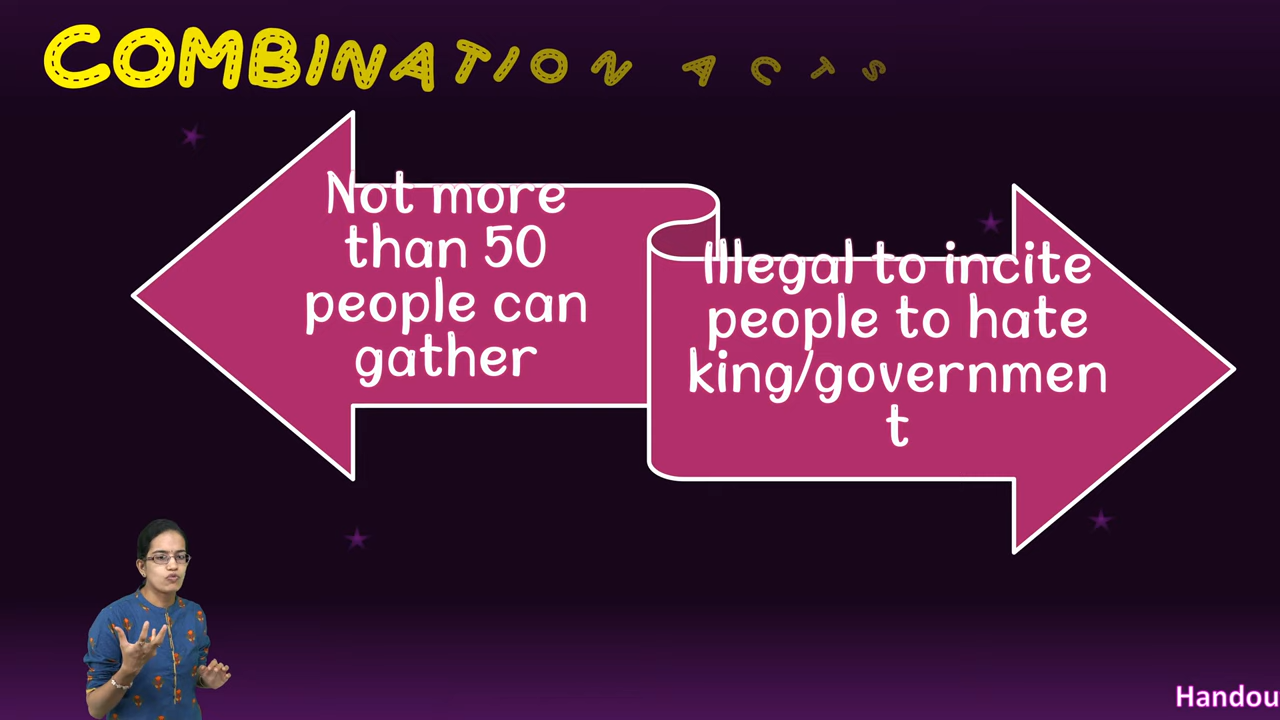 COMBINATION ACTS
Not more
than 50
people can
gather
Illegal to incite
people to hate
king/governmen
t
Handou